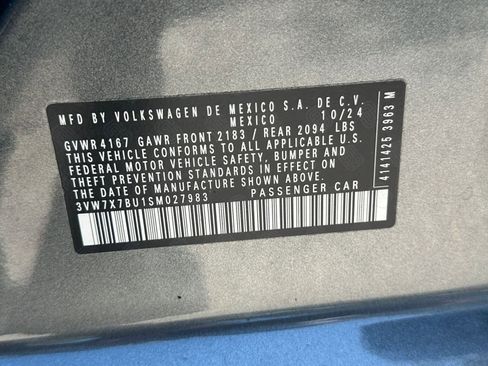 MFD BY VOLKSWAGEN DE MEXICO S.A. DE C.V.
MEXICO 10/24
GVWR 4167 GAWR FRONT 2183 / REAR 2094 LBS
THIS VEHICLE CONFORMS TO ALL APPLICABLE U.S.
FEDERAL MOTOR VEHICLE SAFETY, BUMPER AND
THEFT PREVENTION STANDARDS IN EFFECT ON
THE DATE OF MANUFACTURE SHOWN ABOVE
3VW7X7BU1SM027983 PASSENGER CAR
4141425 3963 M